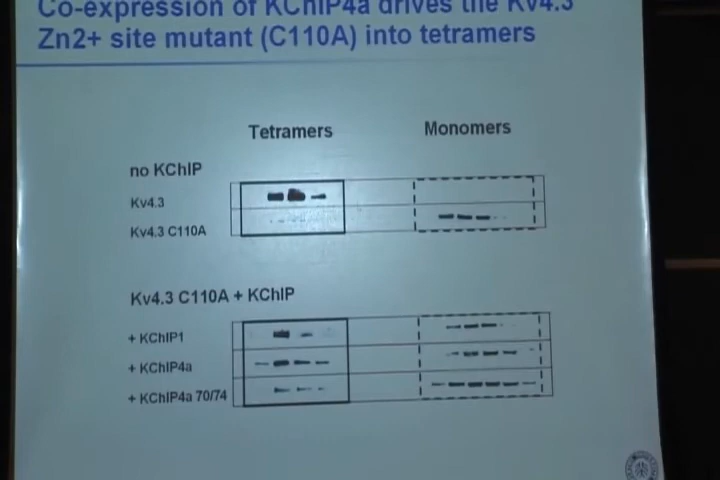 Co-expression of KChIP4a drives the Kv4.3
Zn2+ site mutant (C110A) into tetramers
Tetramers Monomers
no KChIP
Kv4.3
Kv4.3 C110A
Kv4.3 C110A + KChIP
+ KChIP1
+ KChIP4a
+ KChIP4a 70/74